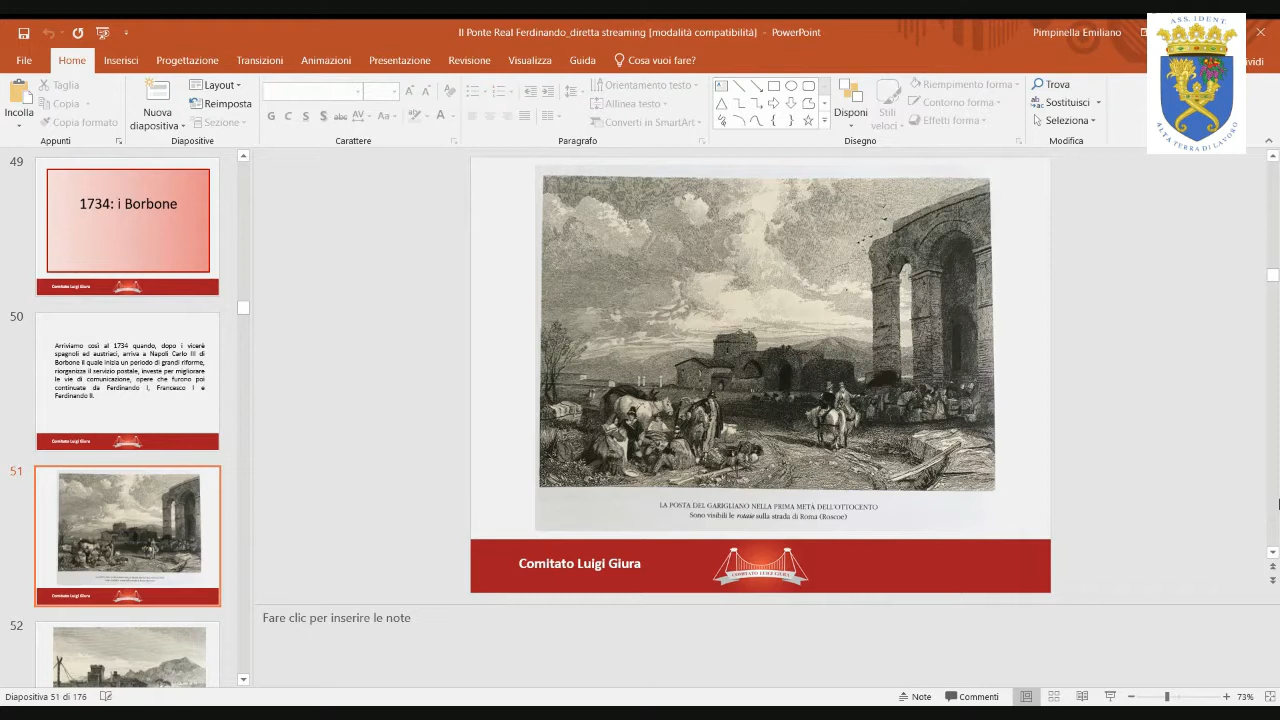 Il Ponte Real Ferdinando_diretta streaming [modalità compatibilità] - PowerPoint
Pimpinella Emiliano
File Home Inserisci Progettazione Transizioni Animazioni Presentazione Revisione Visualizza Guida Cosa vuoi fare?
ASS. IDENT.
ALTA TERRA DI LAVORO
Incolla
Taglia
Copia
Copia formato
Appunti
Nuova
diapositiva
Layout
Reimposta
Sezione
Diapositive
G C S S abc AV Aa A
Carattere
Orientamento testo
Allinea testo
Converti in SmartArt
Paragrafo
Disponi
Stili
veloci
Riempimento forma
Contorno forma
Effetti forma
Disegno
Trova
Sostituisci
Seleziona
Modifica
49
1734: i Borbone
Comitato Luigi Giura
50
Arriviamo così al 1734 quando, dopo i viceré
spagnoli ed austriaci, arriva a Napoli Carlo III di
Borbone il quale inizia un periodo di grandi riforme,
riorganizza il servizio postale, investe per migliorare
le vie di comunicazione, opere che furono poi
continuate da Ferdinando I, Francesco I e
Ferdinando II.
Comitato Luigi Giura
51
Comitato Luigi Giura
52
LA POSTA DEL GARIGLIANO NELLA PRIMA METÀ DELL'OTTOCENTO
Sono visibili le rotaie sulla strada di Roma (Roscoe)
Comitato Luigi Giura
COMITATO LUIGI GIURA
Fare clic per inserire le note
Diapositiva 51 di 176
Note
Commenti
73%